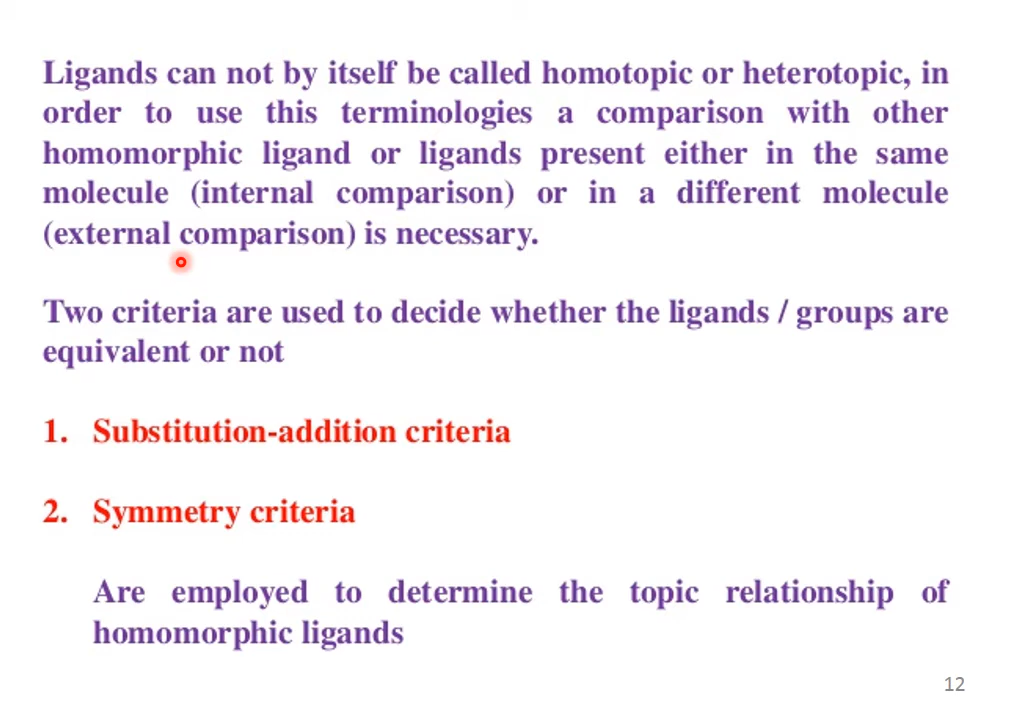 Ligands can not by itself be called homotopic or heterotopic, in
order to use this terminologies a comparison with other
homomorphic ligand or ligands present either in the same
molecule (internal comparison) or in a different molecule
(external comparison) is necessary.
Two criteria are used to decide whether the ligands / groups are
equivalent or not
1. Substitution-addition criteria
2. Symmetry criteria
Are employed to determine the topic relationship of
homomorphic ligands
12